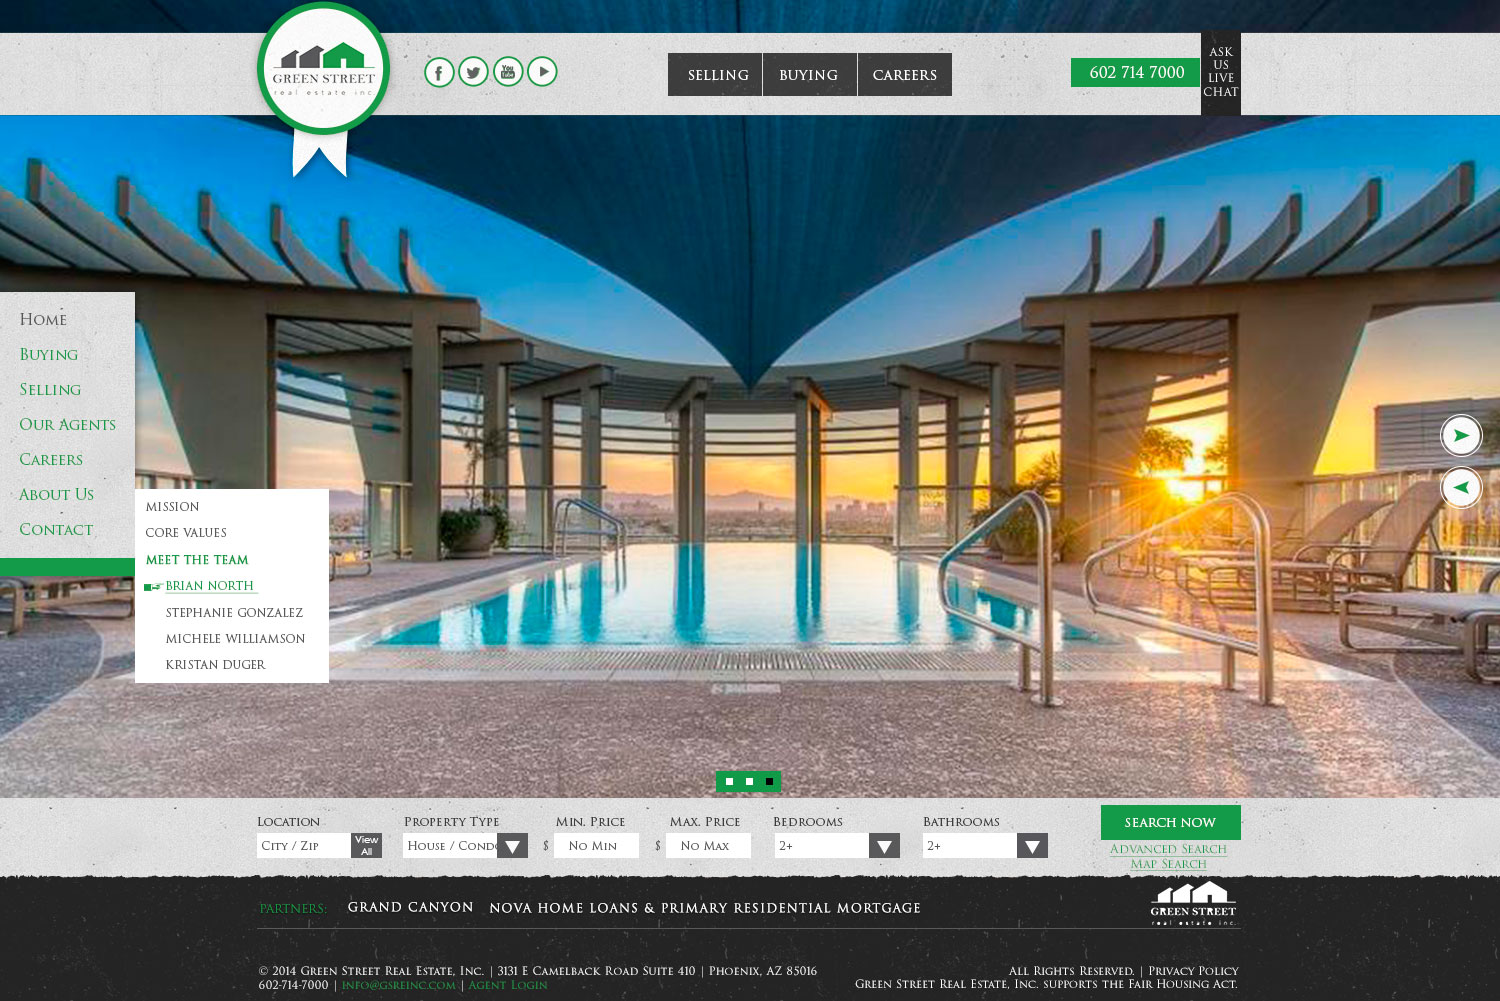 GREEN STREET
real estate inc.
You
Tube
SELLING
BUYING
CAREERS
602 714 7000
ASK
US
LIVE
CHAT
Home
Buying
Selling
Our Agents
Careers
About Us
Contact
MISSION
CORE VALUES
MEET THE TEAM
BRIAN NORTH
STEPHANIE GONZALEZ
MICHELE WILLIAMSON
KRISTAN DUGER
Location
Property Type
Min. Price
Max. Price
Bedrooms
Bathrooms
City / Zip
View
All
House / Condo
$ No Min
$ No Max
2+
2+
SEARCH NOW
Advanced Search
Map Search
PARTNERS: GRAND CANYON NOVA HOME LOANS & PRIMARY RESIDENTIAL MORTGAGE
GREEN STREET
real estate inc.
© 2014 Green Street Real Estate, Inc. | 3131 E Camelback Road Suite 410 | Phoenix, AZ 85016
602-714-7000 | info@gsreinc.com | Agent Login
All Rights Reserved. | Privacy Policy
Green Street Real Estate, Inc. supports the Fair Housing Act.